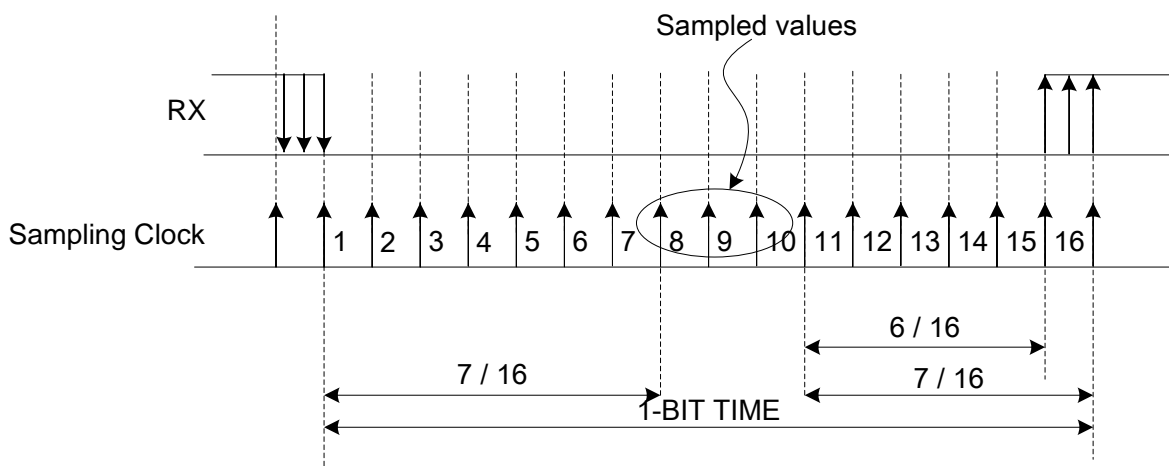 Sampled values
RX
Sampling Clock
1 2 3 4 5 6 7 8 9 10 11 12 13 14 15 16
6 / 16
7 / 16
7 / 16
1-BIT TIME